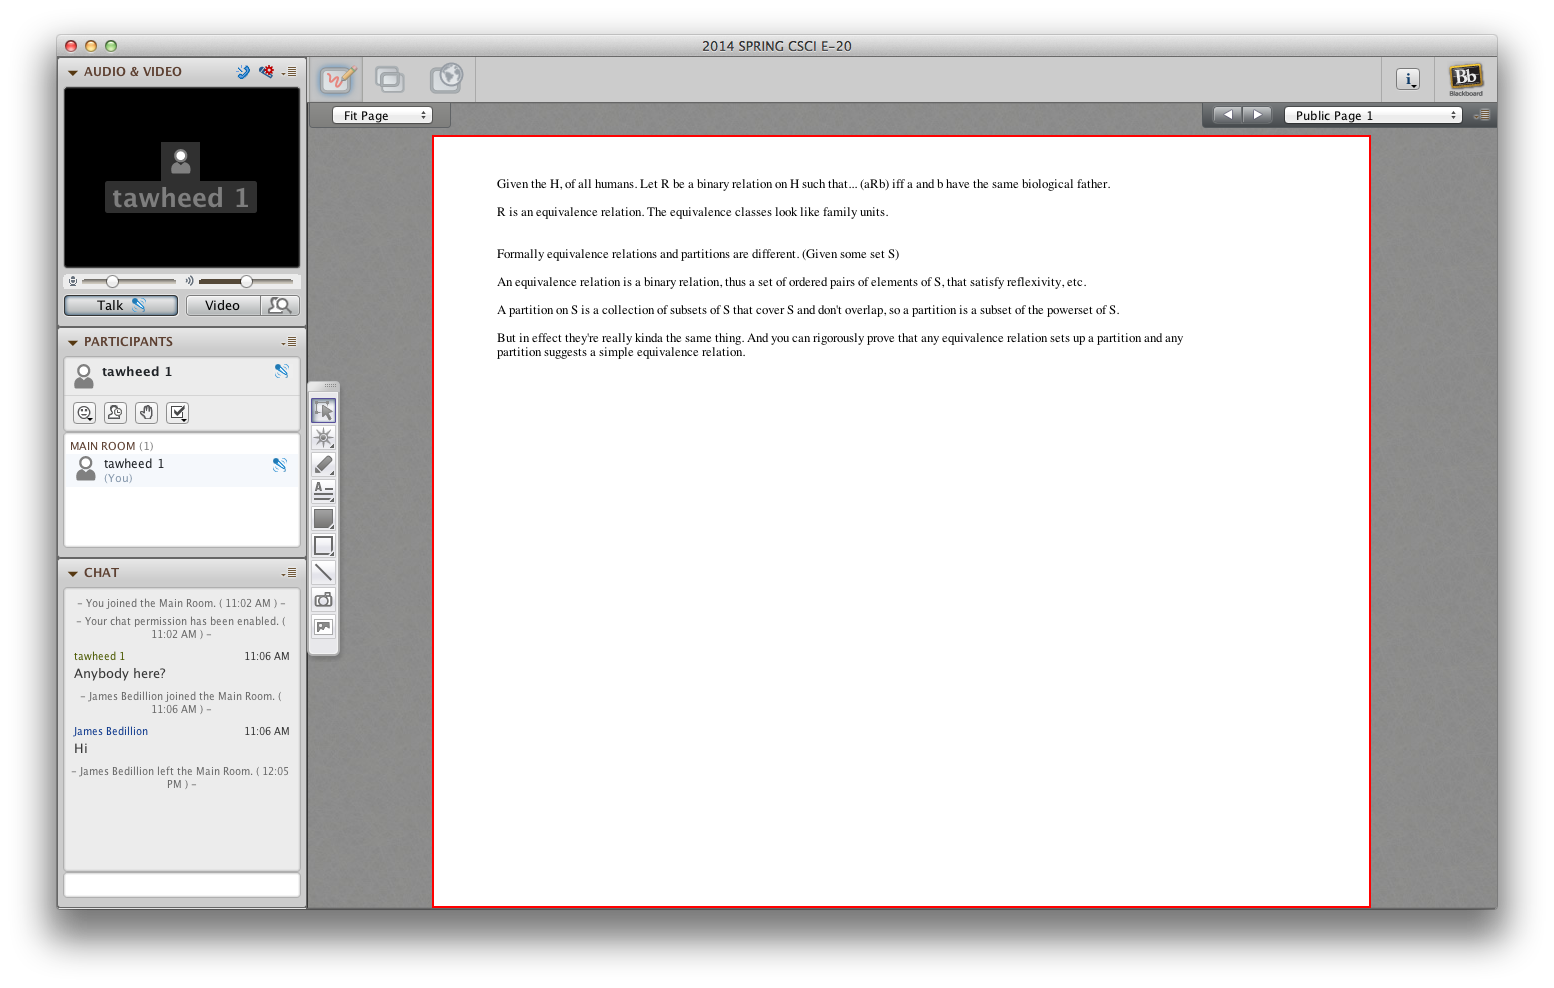 2014 SPRING CSCI E-20
AUDIO & VIDEO
tawheed 1
Talk
Video
PARTICIPANTS
tawheed 1
MAIN ROOM (1)
tawheed 1
(You)
CHAT
- You joined the Main Room. ( 11:02 AM ) -
- Your chat permission has been enabled. (
11:02 AM ) -
tawheed 1 11:06 AM
Anybody here?
- James Bedillion joined the Main Room. (
11:06 AM ) -
James Bedillion 11:06 AM
Hi
- James Bedillion left the Main Room. ( 12:05
PM ) -
Fit Page
Public Page 1
Bb
Blackboard
Given the H, of all humans. Let R be a binary relation on H such that... (aRb) iff a and b have the same biological father.
R is an equivalence relation. The equivalence classes look like family units.
Formally equivalence relations and partitions are different. (Given some set S)
An equivalence relation is a binary relation, thus a set of ordered pairs of elements of S, that satisfy reflexivity, etc.
A partition on S is a collection of subsets of S that cover S and don't overlap, so a partition is a subset of the powerset of S.
But in effect they're really kinda the same thing. And you can rigorously prove that any equivalence relation sets up a partition and any
partition suggests a simple equivalence relation.